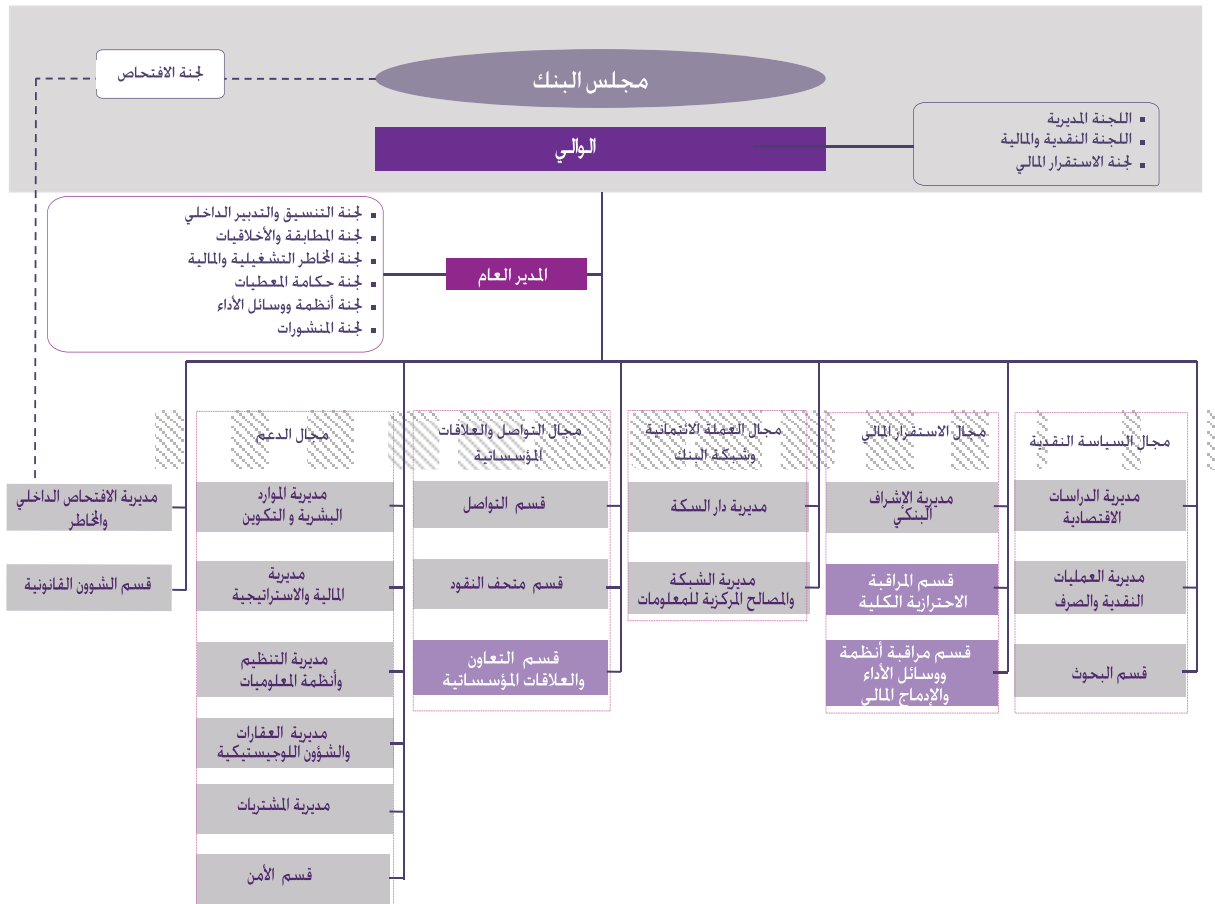 مجلس البنك
لجنة الافتحاص
الوالي
اللجنة المديرية
اللجنة النقدية والمالية
لجنة الاستقرار المالي
المدير العام
لجنة التنسيق والتدبير الداخلي
لجنة المطابقة والأخلاقيات
لجنة المخاطر التشغيلية والمالية
لجنة حكامة المعطيات
لجنة أنظمة ووسائل الأداء
لجنة المنشورات
مجال السياسة النقدية
مديرية الدراسات
الاقتصادية
مديرية العمليات
النقدية والصرف
قسم البحوث
مجال الاستقرار المالي
مديرية الإشراف
البنكي
قسم المراقبة
الاحترازية الكلية
قسم مراقبة أنظمة
ووسائل الأداء
والإدماج المالي
مجال العملة الائتمانية
وشبكة البنك
مديرية دار السكة
مديرية الشبكة
والمصالح المركزية للمعلومات
مجال التواصل والعلاقات
المؤسساتية
قسم التواصل
قسم متحف النقود
قسم التعاون
والعلاقات المؤسساتية
مجال الدعم
مديرية الموارد
البشرية و التكوين
مديرية
المالية والاستراتيجية
مديرية التنظيم
وأنظمة المعلوميات
مديرية العقارات
والشؤون اللوجيستيكية
مديرية المشتريات
قسم الأمن
مديرية الافتحاص الداخلي
والمخاطر
قسم الشوون القانونية